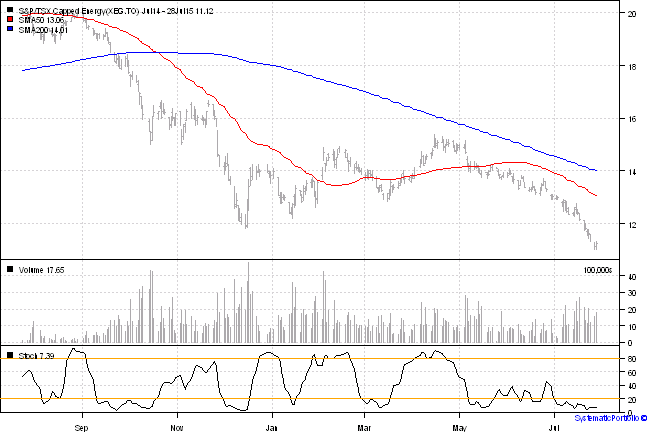 S&P/TSX Capped Energy(XEG.TO) Jul14 - 28Jul15 11.12
SMA50 13.06
SMA200 14.01
20
18
16
14
12
Volume 17.65
100,000s
40
30
20
10
0
Stoch 7.39
80
60
40
20
0
Sep Nov Jan Mar May Jul
SystematicPortfolio ©